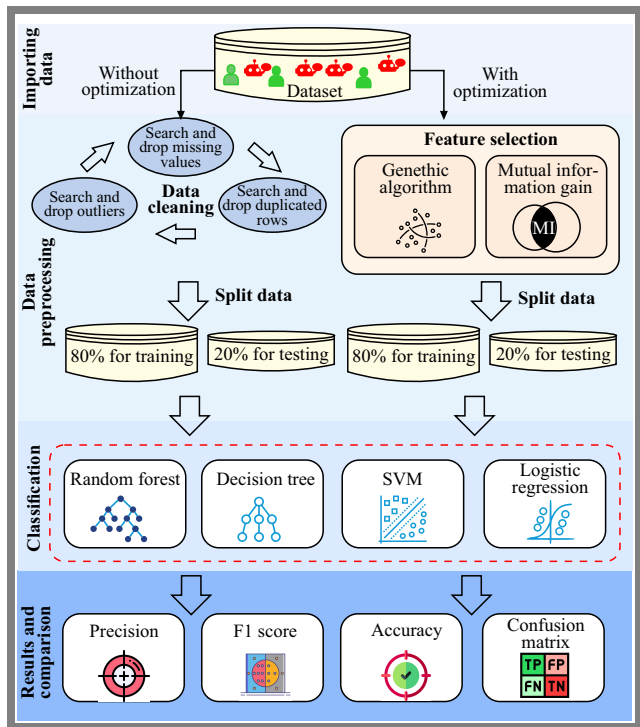 Importing
data
Without
optimization
Dataset
With
optimization
Data
preprocessing
Search and
drop missing
values
Search and
drop outliers
Data
cleaning
Search and
drop duplicated
rows
Feature selection
Genethic
algorithm
Mutual infor-
mation gain
MI
Split data
Split data
80% for training
20% for testing
80% for training
20% for testing
Classification
Random forest
Decision tree
SVM
Logistic
regression
Results and
comparison
Precision
F1 score
Accuracy
Confusion
matrix
TP FP
FN TN